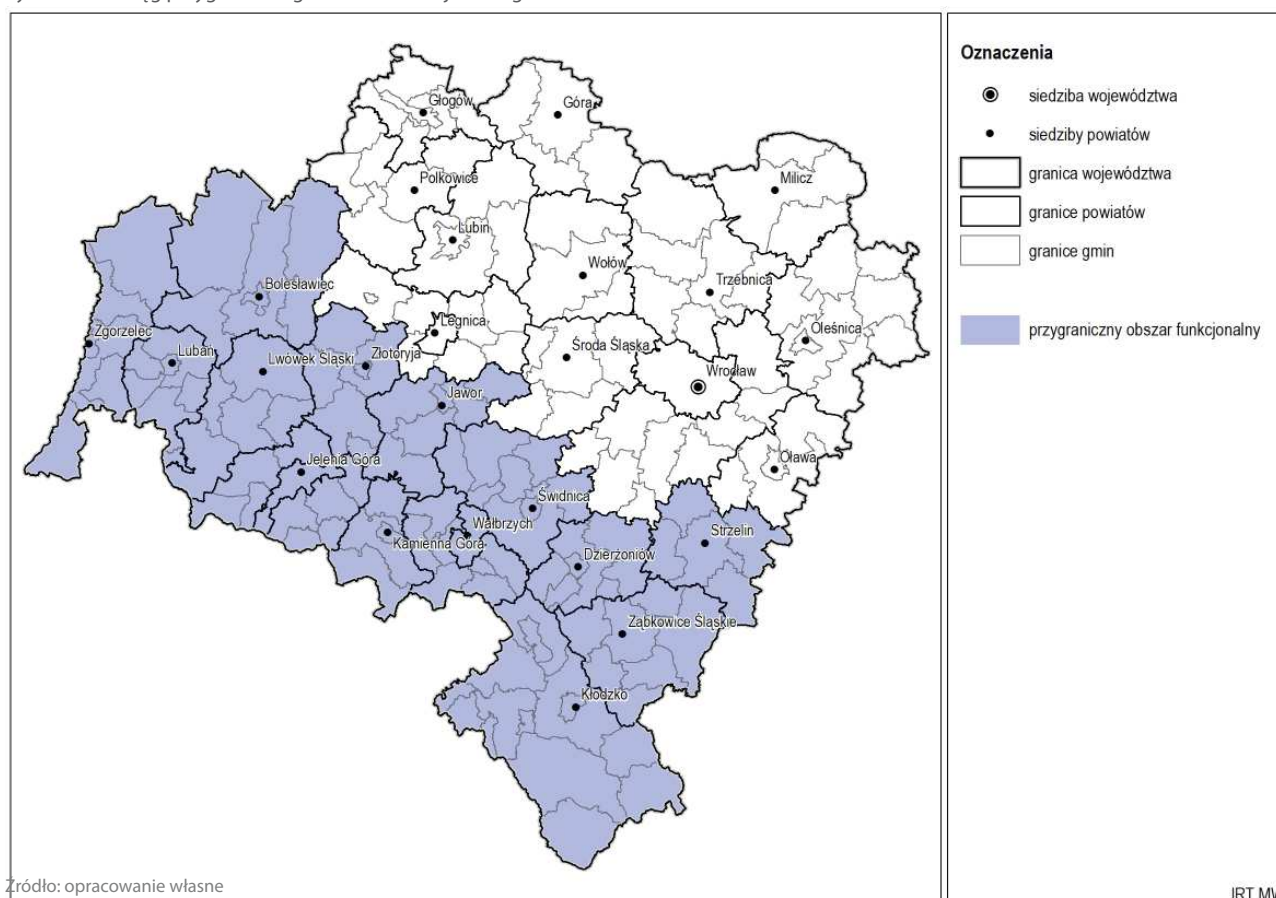 Oznaczenia
siedziba województwa
siedziby powiatów
granica województwa
granice powiatów
granice gmin
przygraniczny obszar funkcjonalny
Głogów
Góra
Polkowice
Milicz
Lubin
Wołów
Trzebnica
Bolesławiec
Legnica
Oleśnica
Zgorzelec
Lubań
Lwówek Śląski
Złotoryja
Środa Śląska
Wrocław
Jawor
Jelenia Góra
Oława
Świdnica
Wałbrzych
Kamienna Góra
Strzelin
Dzierżoniów
Ząbkowice Śląskie
Kłodzko
Źródło: opracowanie własne
IRT MW